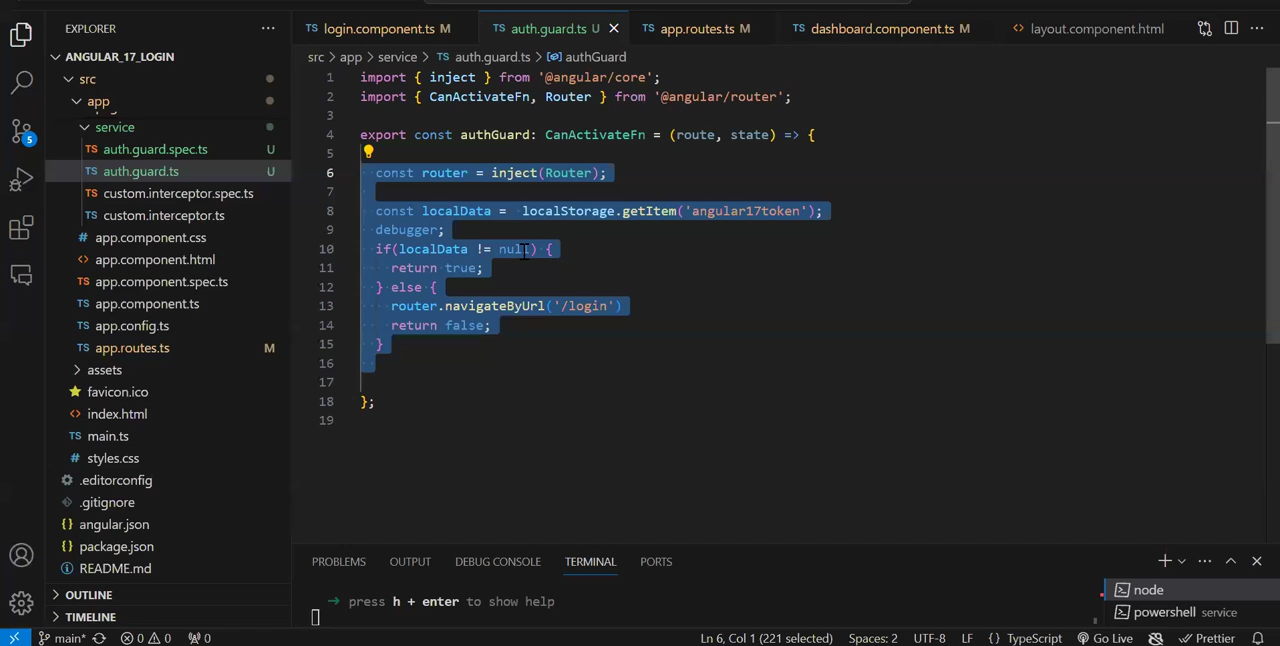 EXPLORER
ANGULAR_17_LOGIN
src
app
service
auth.guard.spec.ts U
auth.guard.ts U
custom.interceptor.spec.ts
custom.interceptor.ts
app.component.css
app.component.html
app.component.spec.ts
app.component.ts
app.config.ts
app.routes.ts M
assets
favicon.ico
index.html
main.ts
styles.css
.editorconfig
.gitignore
angular.json
package.json
README.md
OUTLINE
TIMELINE
TS login.component.ts M TS auth.guard.ts U TS app.routes.ts M TS dashboard.component.ts M layout.component.html
src > app > service > TS auth.guard.ts > authGuard
1 import { inject } from '@angular/core';
2 import { CanActivateFn, Router } from '@angular/router';
3
4 export const authGuard: CanActivateFn = (route, state) => {
5
6 const router = inject(Router);
7
8 const localData = localStorage.getItem('angular17token');
9 debugger;
10 if(localData != null) {
11 return true;
12 } else {
13 router.navigateByUrl('/login')
14 return false;
15 }
16
17
18 };
19
PROBLEMS OUTPUT DEBUG CONSOLE TERMINAL PORTS
➜ press h + enter to show help
node
powershell service
5
main* 0 0 0 Ln 6, Col 1 (221 selected) Spaces: 2 UTF-8 LF {} TypeScript Go Live Prettier